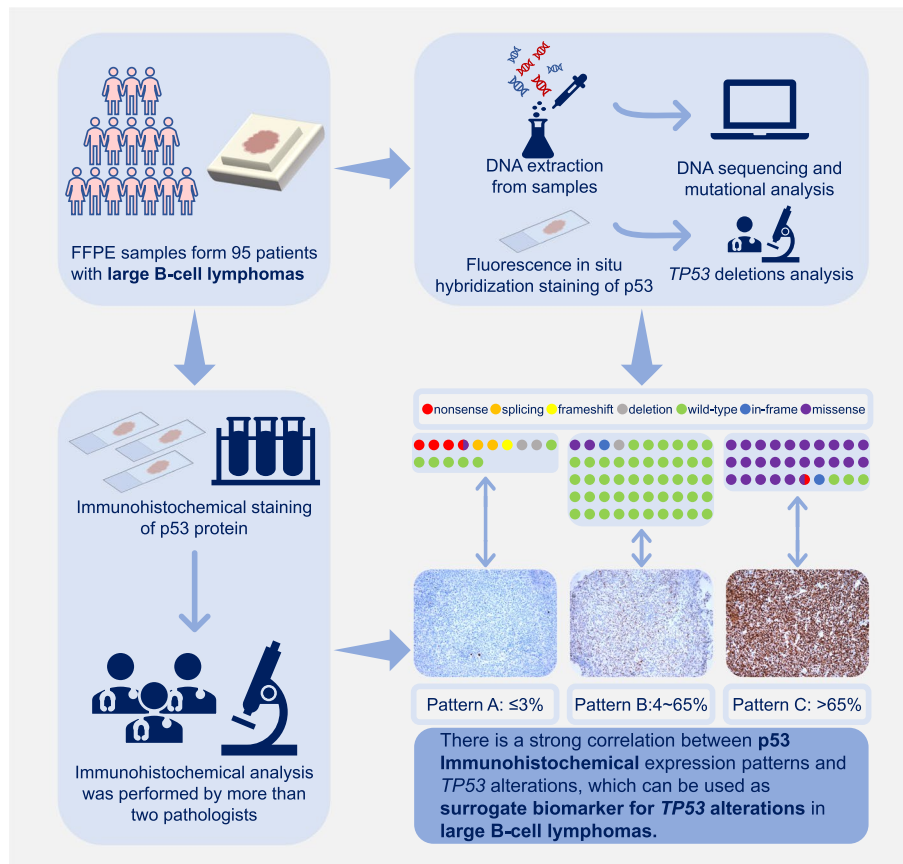 FFPE samples form 95 patients
with large B-cell lymphomas
DNA extraction
from samples
DNA sequencing and
mutational analysis
Fluorescence in situ
hybridization staining of p53
TP53 deletions analysis
Immunohistochemical staining
of p53 protein
Immunohistochemical analysis
was performed by more than
two pathologists
nonsense splicing frameshift deletion wild-type in-frame missense
Pattern A: ≤3%
Pattern B:4~65%
Pattern C: >65%
There is a strong correlation between p53
Immunohistochemical expression patterns and
TP53 alterations, which can be used as
surrogate biomarker for TP53 alterations in
large B-cell lymphomas.